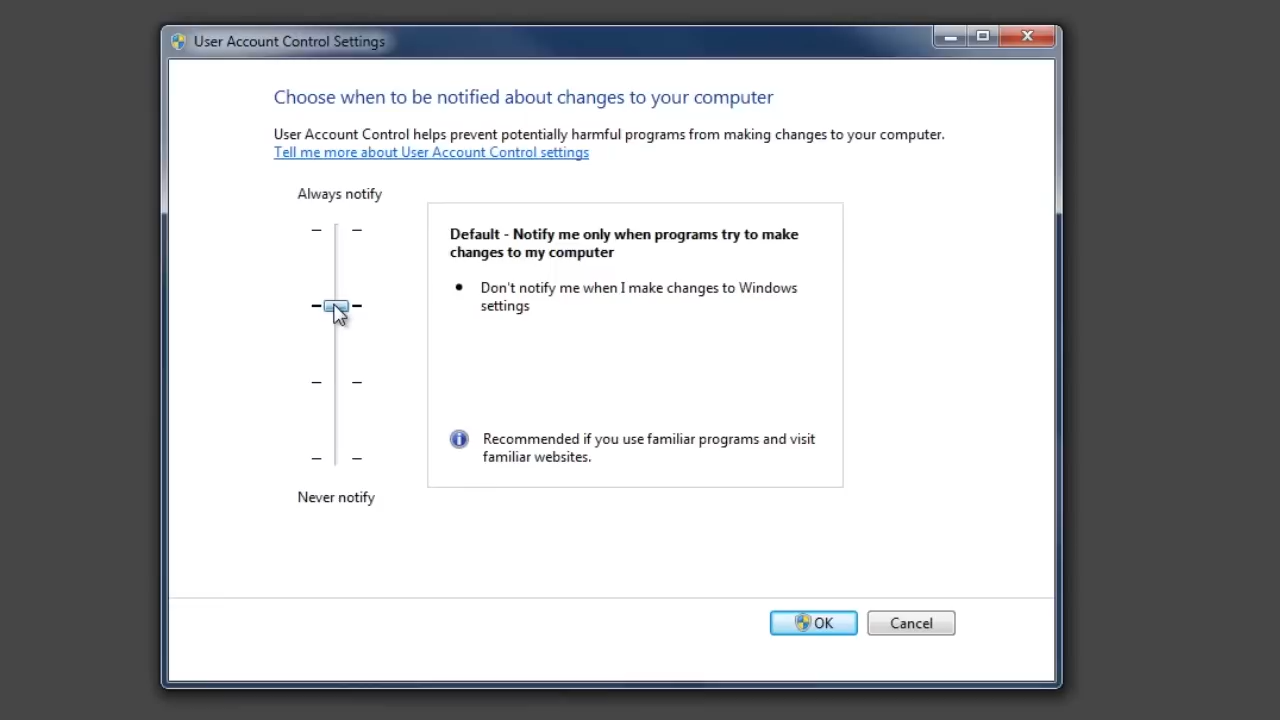 User Account Control Settings
Choose when to be notified about changes to your computer
User Account Control helps prevent potentially harmful programs from making changes to your computer.
Tell me more about User Account Control settings
Always notify
Default - Notify me only when programs try to make
changes to my computer
• Don't notify me when I make changes to Windows
settings
Recommended if you use familiar programs and visit
familiar websites.
Never notify
OK
Cancel